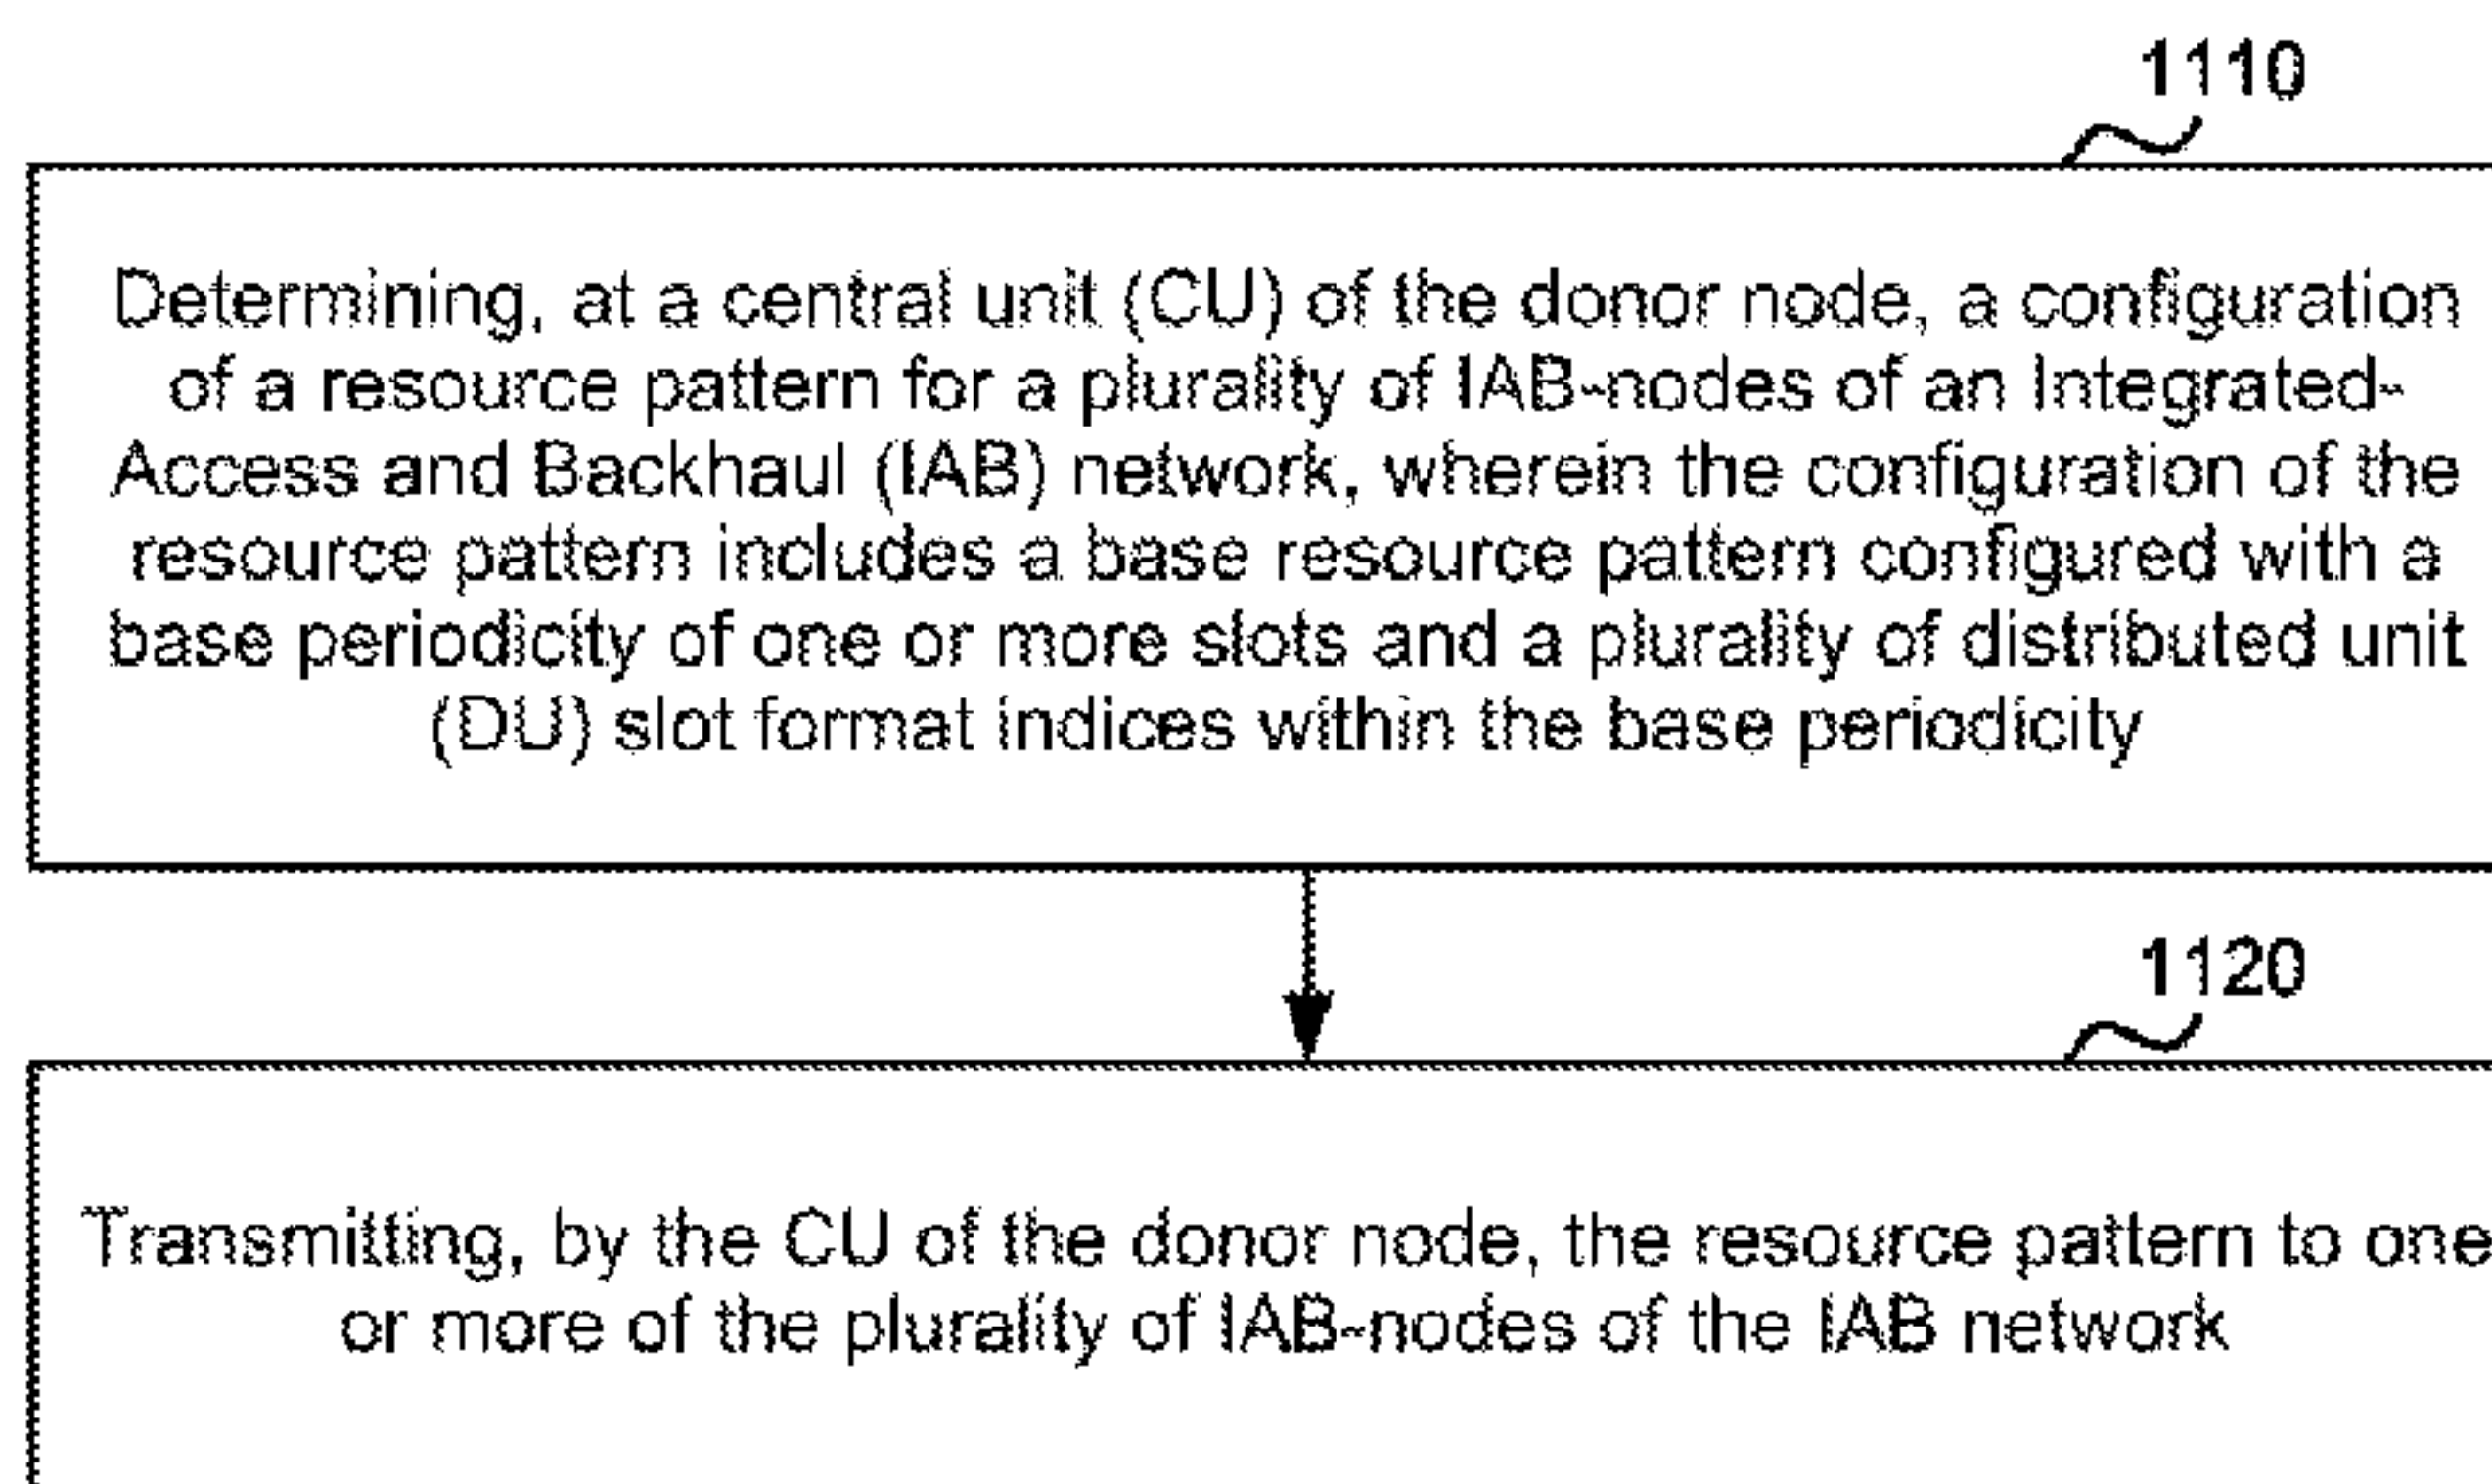 1110
Determining, at a central unit (CU) of the donor node, a configuration
of a resource pattern for a plurality of IAB-nodes of an Integrated-
Access and Backhaul (IAB) network, wherein the configuration of the
resource pattern includes a base resource pattern configured with a
base periodicity of one or more slots and a plurality of distributed unit
(DU) slot format indices within the base periodicity
1120
Transmitting, by the CU of the donor node, the resource pattern to one
or more of the plurality of IAB-nodes of the IAB network